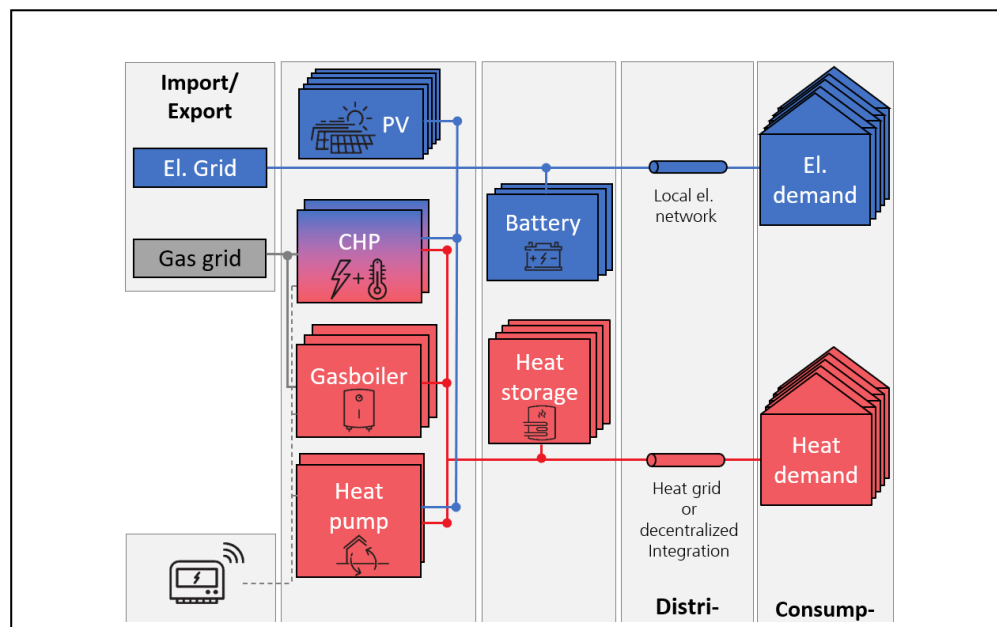 Import/
Export
El. Grid
Gas grid
PV
CHP
Gasboiler
Heat
pump
Battery
Heat
storage
Local el.
network
Heat grid
or
decentralized
Integration
Distri-
El.
demand
Heat
demand
Consump-